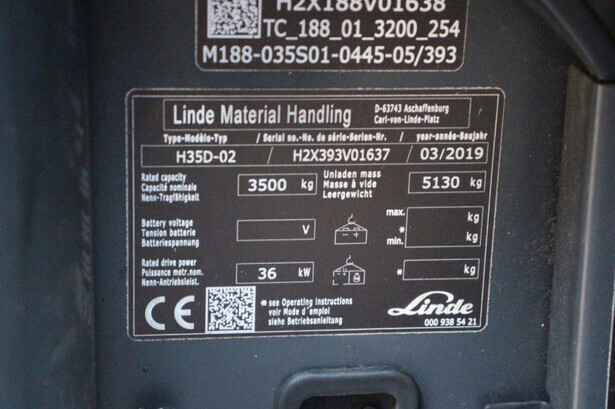 H2X188V01638
TC_188_01_3200_254
M188-035S01-0445-05/393
Linde Material Handling
D-63743 Aschaffenburg
Carl-von-Linde-Platz
Type-Modèle-Typ / Serial no.-No. de série-Serien-Nr. / year-année-Baujahr
H35D-02 / H2X393V01637 / 03/2019
Rated capacity
Capacité nominale
Nenn-Tragfähigkeit
3500 kg
Unladen mass
Masse à vide
Leergewicht
5130 kg
Battery voltage
Tension batterie
Batteriespannung
V
max. kg
*
min. kg
Rated drive power
Puissance motr.nom.
Nenn-Antriebsleist.
36 kW
* kg
CE
* see Operating instructions
voir Mode d'emploi
siehe Betriebsanleitung
Linde
000 938 54 21